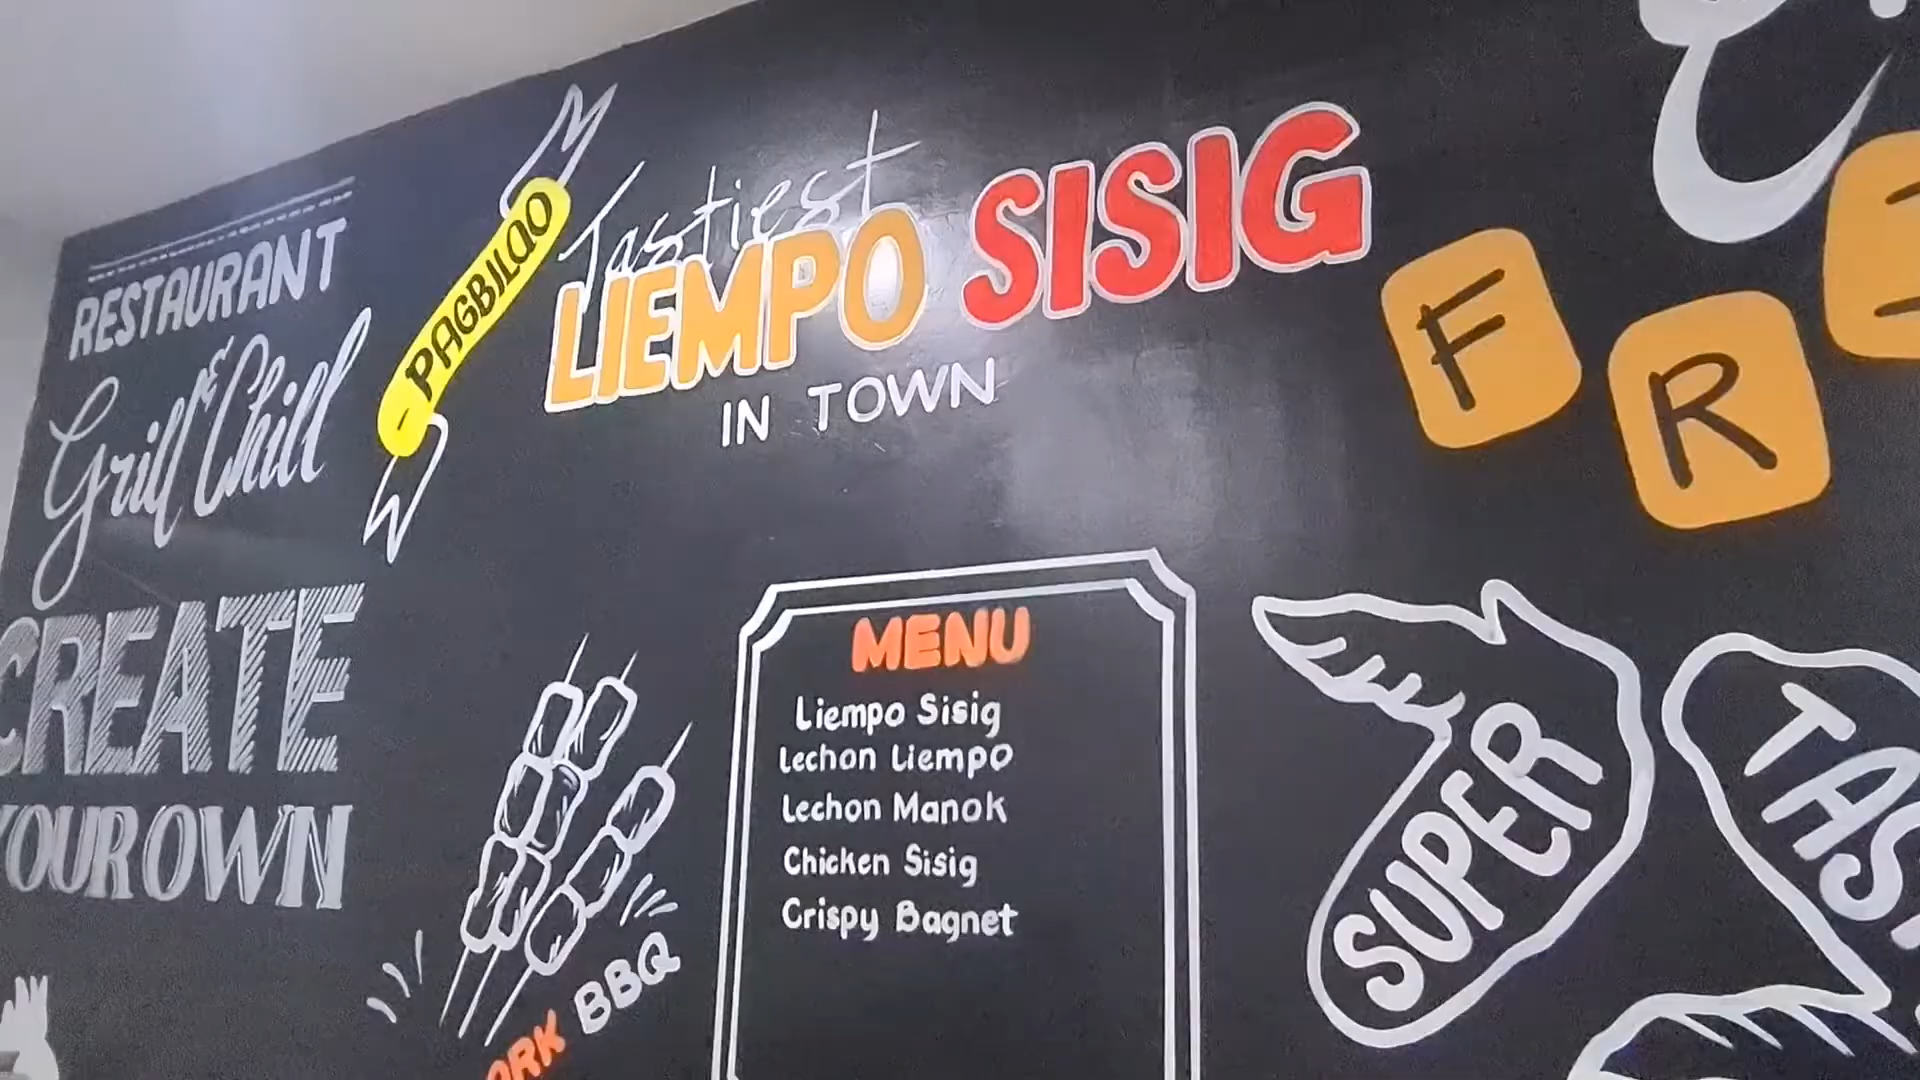 RESTAURANT
Grill & Chill
CREATE
YOUR OWN
PAGBILAO
Tastiest
LIEMPO SISIG
IN TOWN
BBQ
MENU
Liempo Sisig
Lechon Liempo
Lechon Manok
Chicken Sisig
Crispy Bagnet
F
R
SUPER